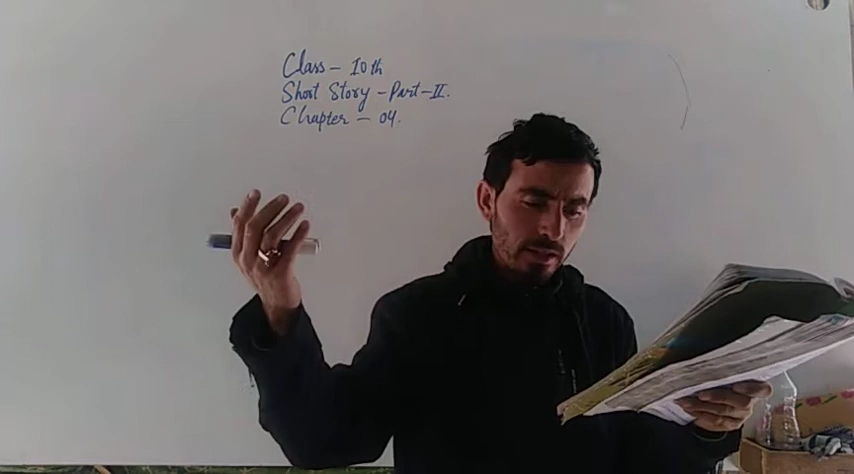 Class - 10th
Short Story - Part - II.
Chapter - 04.